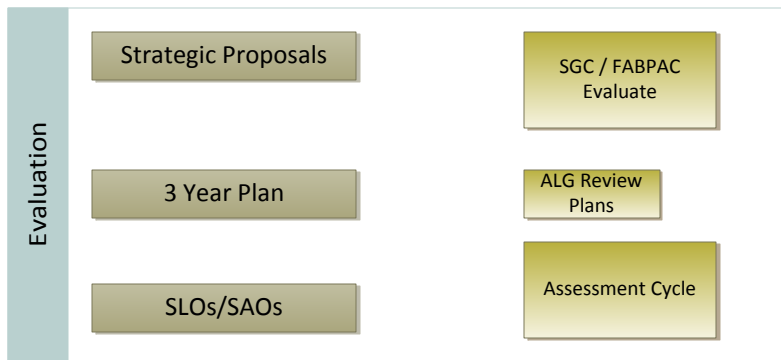 Evaluation
Strategic Proposals
SGC / FABPAC
Evaluate
3 Year Plan
ALG Review
Plans
SLOs/SAOs
Assessment Cycle